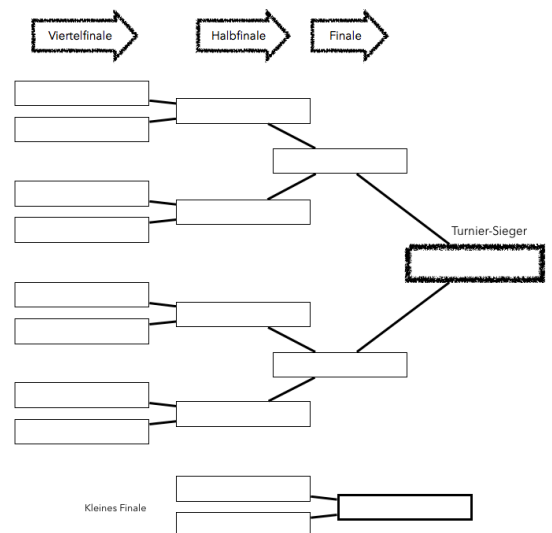 Viertelfinale
Halbfinale
Finale
Turnier-Sieger
Kleines Finale